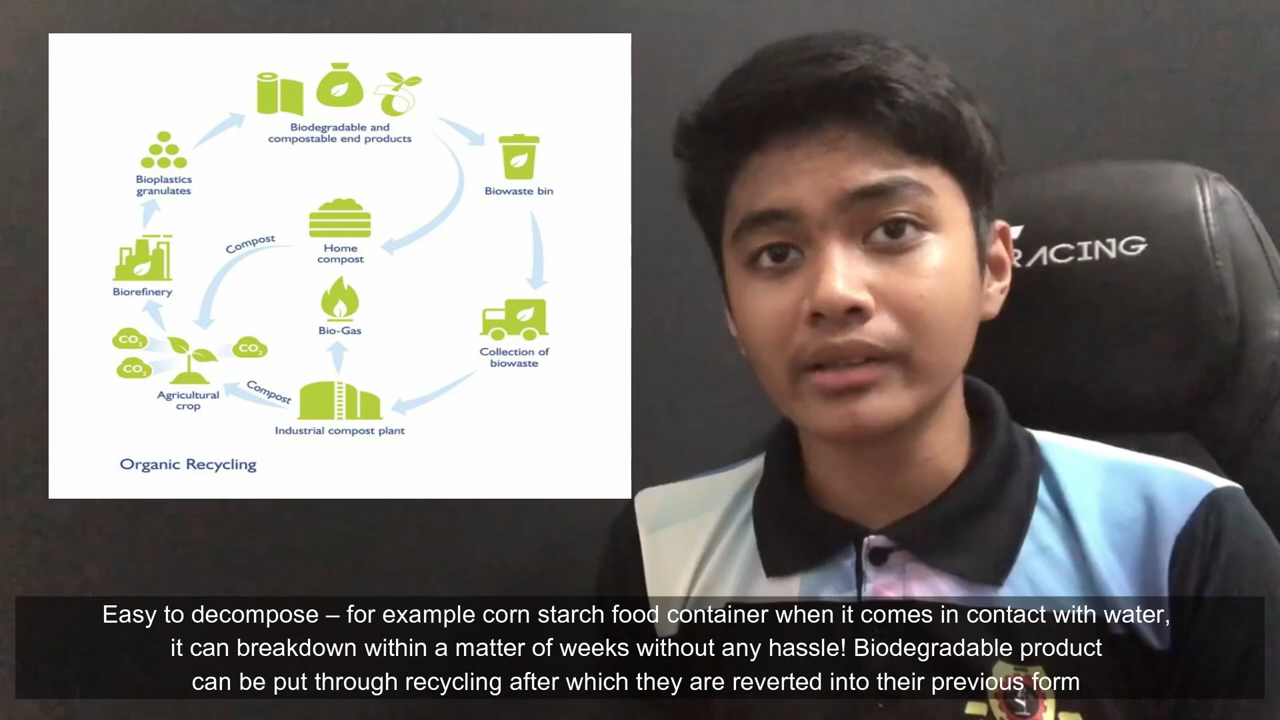 Biodegradable and
compostable end products
Bioplastics
granulates
Biowaste bin
Compost
Home
compost
Biorefinery
Bio-Gas
CO2
CO2
CO2
Collection of
biowaste
Agricultural
crop
Compost
Industrial compost plant
Organic Recycling
RACING
Easy to decompose – for example corn starch food container when it comes in contact with water,
it can breakdown within a matter of weeks without any hassle! Biodegradable product
can be put through recycling after which they are reverted into their previous form